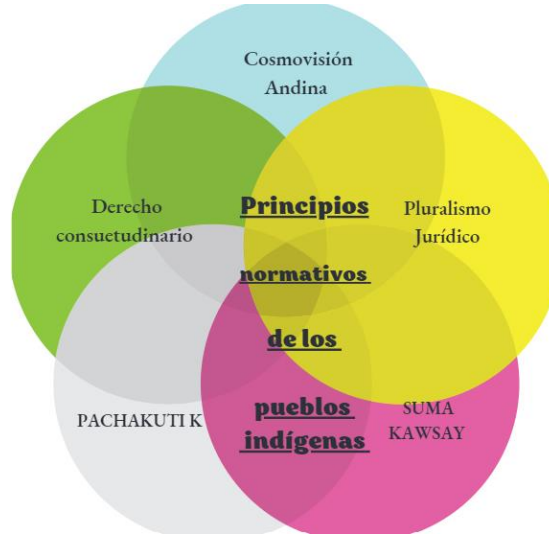 Cosmovisión
Andina
Derecho
consuetudinario
Principios
normativos
de los
pueblos
indígenas
Pluralismo
Jurídico
PACHAKUTI K
SUMA
KAWSAY